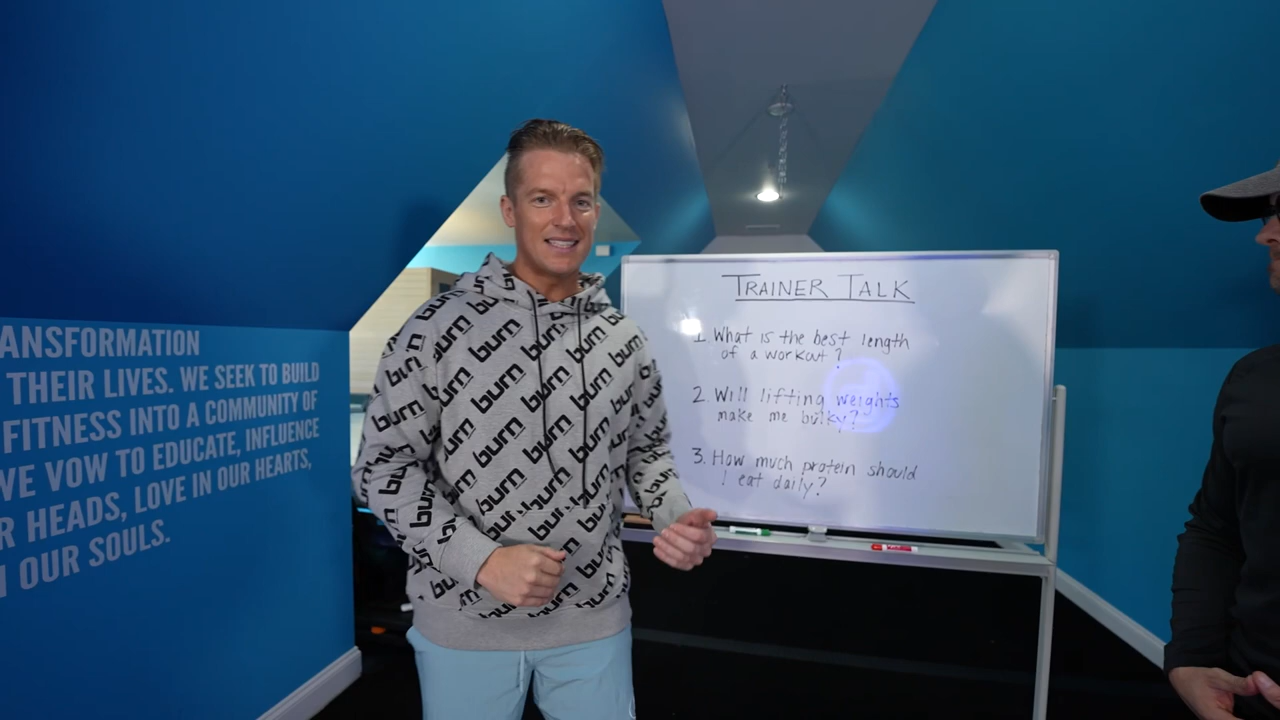 ANSFORMATION
THEIR LIVES. WE SEEK TO BUILD
FITNESS INTO A COMMUNITY OF
VE VOW TO EDUCATE, INFLUENCE
R HEADS, LOVE IN OUR HEARTS,
N OUR SOULS.
burn
TRAINER TALK
1. What is the best length
of a workout?
2. Will lifting weights
make me bulky?
3. How much protein should
I eat daily?